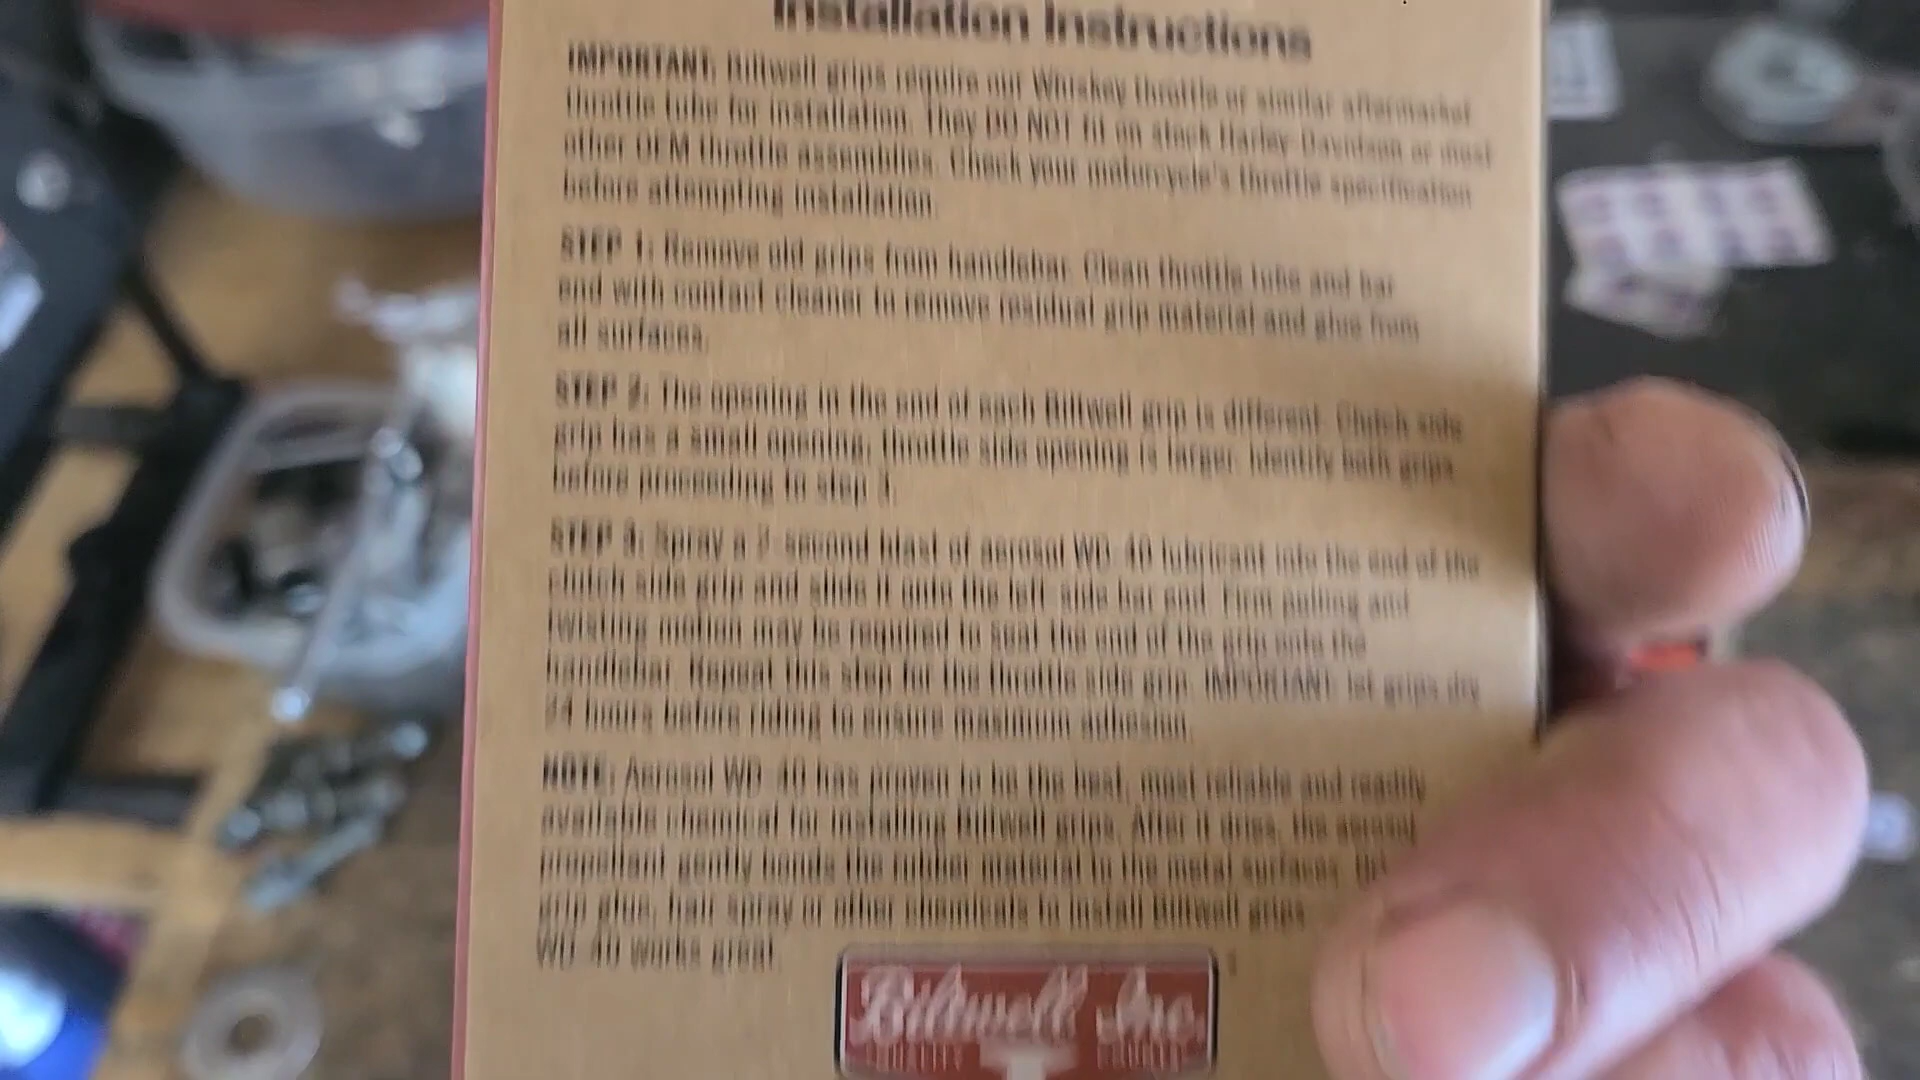 Installation Instructions
IMPORTANT: Biltwell grips require our Whiskey throttle or similar aftermarket
throttle tube for installation. They DO NOT fit on stock Harley-Davidson or most
other OEM throttle assemblies. Check your motorcycle's throttle specification
before attempting installation.
STEP 1: Remove old grips from handlebar. Clean throttle tube and bar
end with contact cleaner to remove residual grip material and glue from
all surfaces.
STEP 2: The opening in the end of each Biltwell grip is different. Clutch side
grip has a small opening; throttle side opening is larger. Identify both grips
before proceeding to step 3.
STEP 3: Spray a 2-second blast of aerosol WD-40 lubricant into the end of the
clutch side grip and slide it onto the left-side bar end. Firm pulling and
twisting motion may be required to seat the end of the grip onto the
handlebar. Repeat this step for the throttle side grip. IMPORTANT: let grips dry
24 hours before riding to ensure maximum adhesion.
NOTE: Aerosol WD-40 has proven to be the best, most reliable and readily
available chemical for installing Biltwell grips. After it dries, the aerosol
propellant gently bonds the rubber material to the metal surfaces.
grip glue, hair spray or other chemicals to install Biltwell grips
WD-40 works great.
Biltwell Inc.
QUALITY